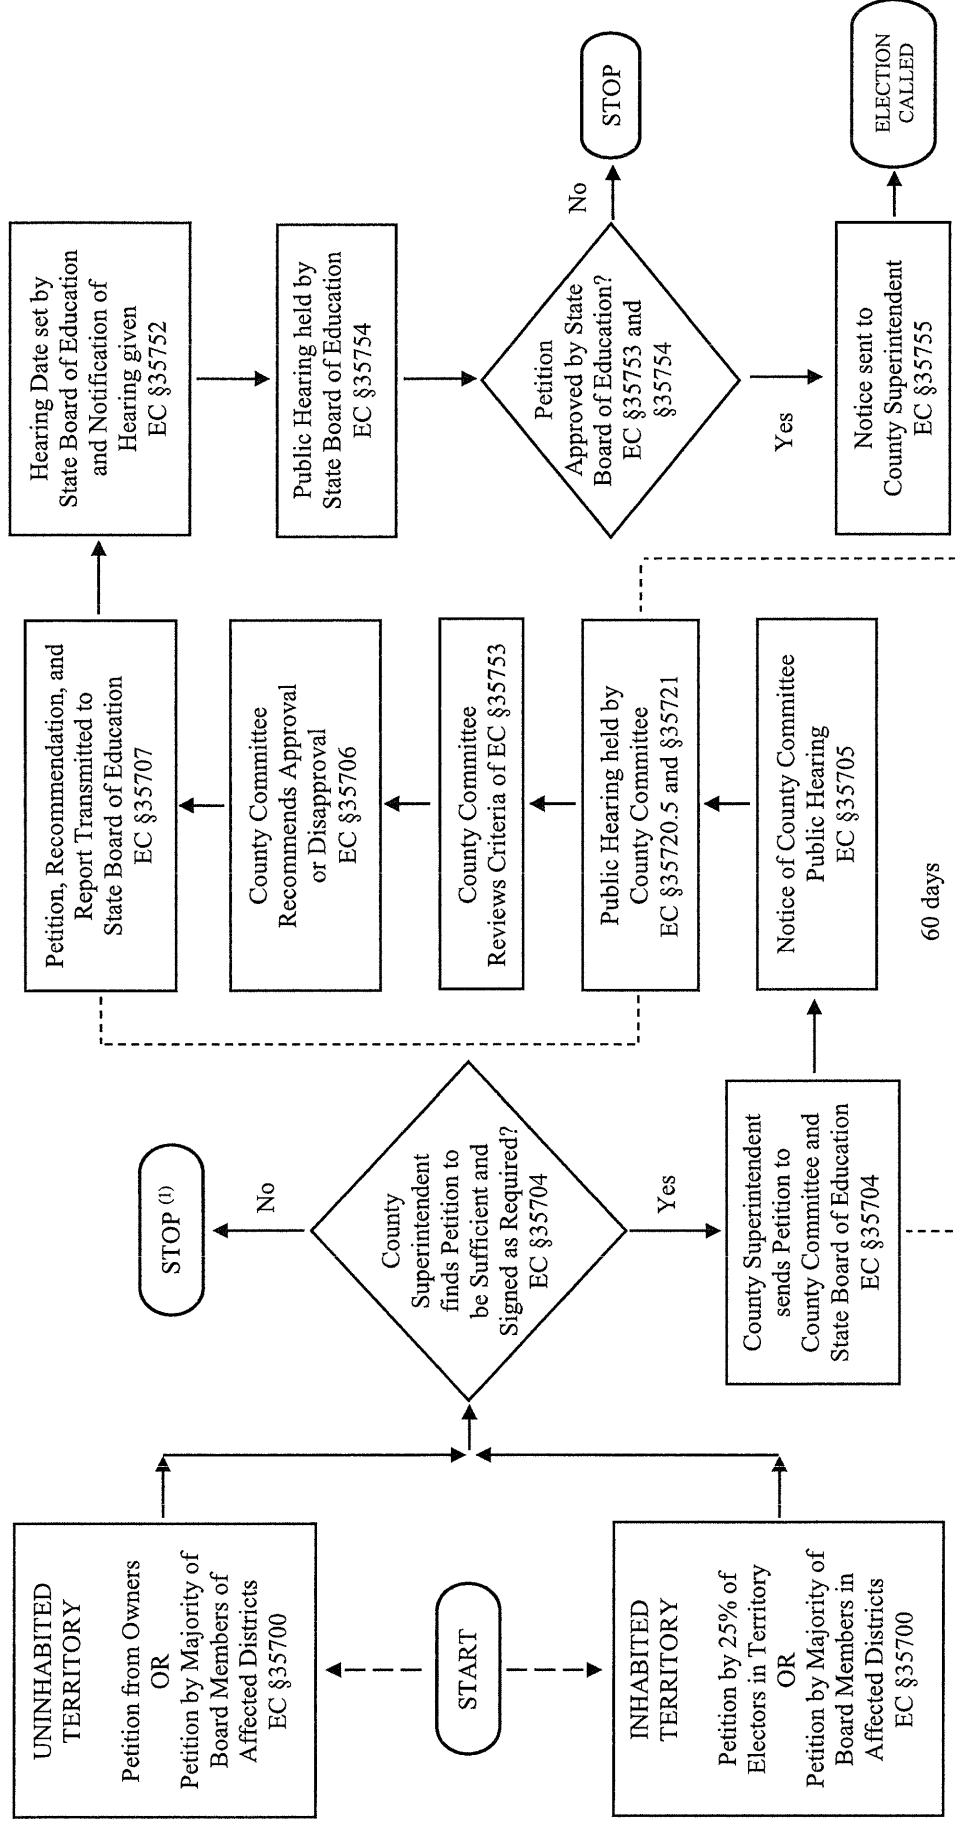 UNINHABITED
TERRITORY
Petition from Owners
OR
Petition by Majority of
Board Members of
Affected Districts
EC §35700
START
INHABITED
TERRITORY
Petition by 25% of
Electors in Territory
OR
Petition by Majority of
Board Members in
Affected Districts
EC §35700
STOP (1)
No
County
Superintendent
finds Petition to
be Sufficient and
Signed as Required?
EC §35704
Yes
County Superintendent
sends Petition to
County Committee and
State Board of Education
EC §35704
60 days
Notice of County Committee
Public Hearing
EC §35705
Public Hearing held by
County Committee
EC §35720.5 and §35721
County Committee
Reviews Criteria of EC §35753
County Committee
Recommends Approval
or Disapproval
EC §35706
Petition, Recommendation, and
Report Transmitted to
State Board of Education
EC §35707
Hearing Date set by
State Board of Education
and Notification of
Hearing given
EC §35752
Public Hearing held by
State Board of Education
EC §35754
Petition
Approved by State
Board of Education?
EC §35753 and
§35754
No
STOP
Yes
Notice sent to
County Superintendent
EC §35755
ELECTION
CALLED